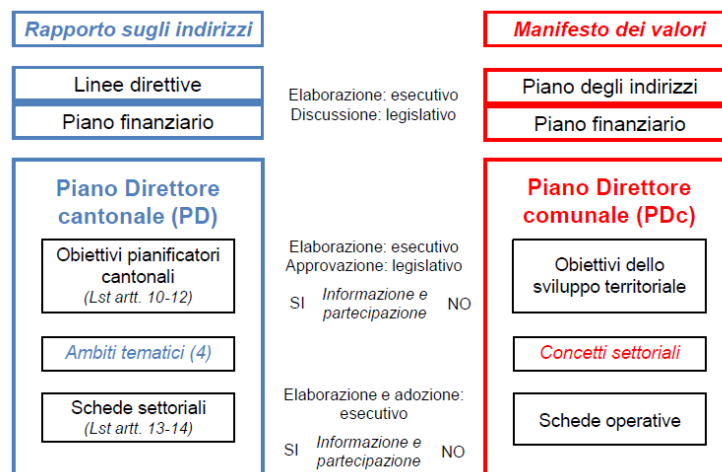 Rapporto sugli indirizzi
Manifesto dei valori
Linee direttive
Piano finanziario
Elaborazione: esecutivo
Discussione: legislativo
Piano degli indirizzi
Piano finanziario
Piano Direttore
cantonale (PD)
Piano Direttore
comunale (PDc)
Obiettivi pianificatori
cantonali
(Lst artt. 10-12)
Elaborazione: esecutivo
Approvazione: legislativo
SI Informazione e NO
partecipazione
Obiettivi dello
sviluppo territoriale
Ambiti tematici (4)
Concetti settoriali
Schede settoriali
(Lst artt. 13-14)
Elaborazione e adozione:
esecutivo
SI Informazione e NO
partecipazione
Schede operative